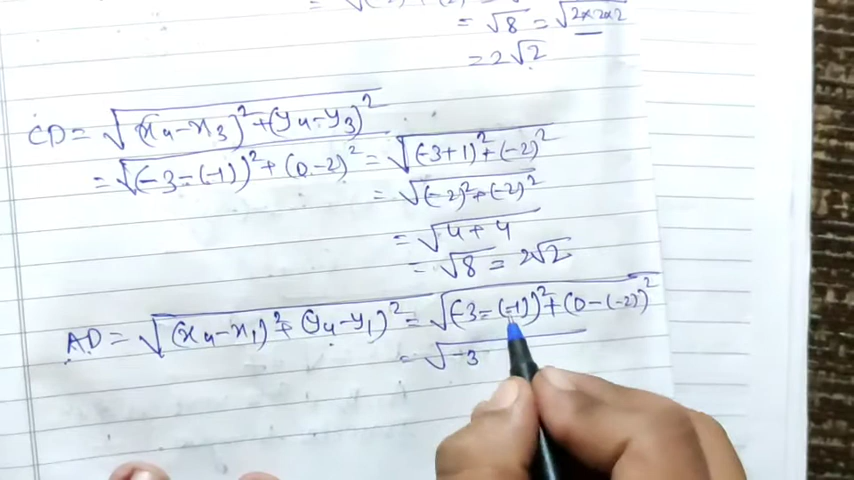 = √8 = √2×2×2
= 2√2
CD = √(x₄-x₃)²+(y₄-y₃)²
= √(-3-(-1))²+(0-2)² = √(-3+1)²+(-2)²
= √(-2)²+(-2)²
= √4+4
= √8 = 2√2
AD = √(x₄-x₁)²+(y₄-y₁)² = √(-3-(-1))²+(0-(-2))²
= √-3